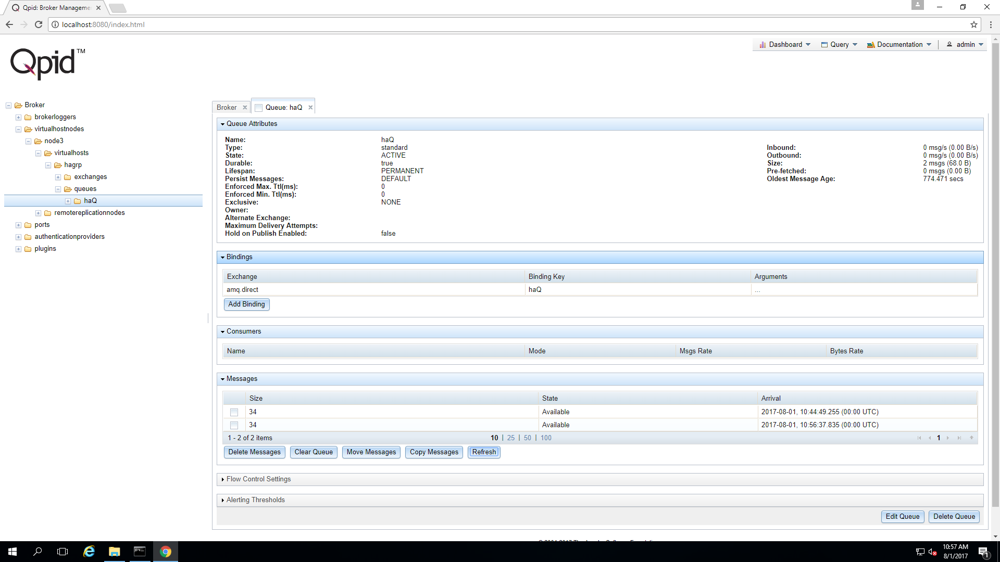 Qpid: Broker Manageme
localhost:8080/index.html
Dashboard Query Documentation admin
Qpid™
Broker
brokerloggers
virtualhostnodes
node3
virtualhosts
hagrp
exchanges
queues
haQ
remotereplicationnodes
ports
authenticationproviders
plugins
Broker Queue: haQ
Queue Attributes
Name: haQ
Type: standard Inbound: 0 msg/s (0.00 B/s)
State: ACTIVE Outbound: 0 msg/s (0.00 B/s)
Durable: true Size: 2 msgs (68.0 B)
Lifespan: PERMANENT Pre-fetched: 0 msgs (0.00 B)
Persist Messages: DEFAULT Oldest Message Age: 774.471 secs
Enforced Max. Ttl(ms): 0
Enforced Min. Ttl(ms): 0
Exclusive: NONE
Owner:
Alternate Exchange:
Maximum Delivery Attempts:
Hold on Publish Enabled: false
Bindings
Exchange Binding Key Arguments
amq.direct haQ ...
Add Binding
Consumers
Name Mode Msgs Rate Bytes Rate
Messages
Size State Arrival
34 Available 2017-08-01, 10:44:49.255 (00:00 UTC)
34 Available 2017-08-01, 10:56:37.835 (00:00 UTC)
1 - 2 of 2 items 10 | 25 | 50 | 100 1
Delete Messages Clear Queue Move Messages Copy Messages Refresh
Flow Control Settings
Alerting Thresholds
Edit Queue Delete Queue
10:57 AM
8/1/2017
1